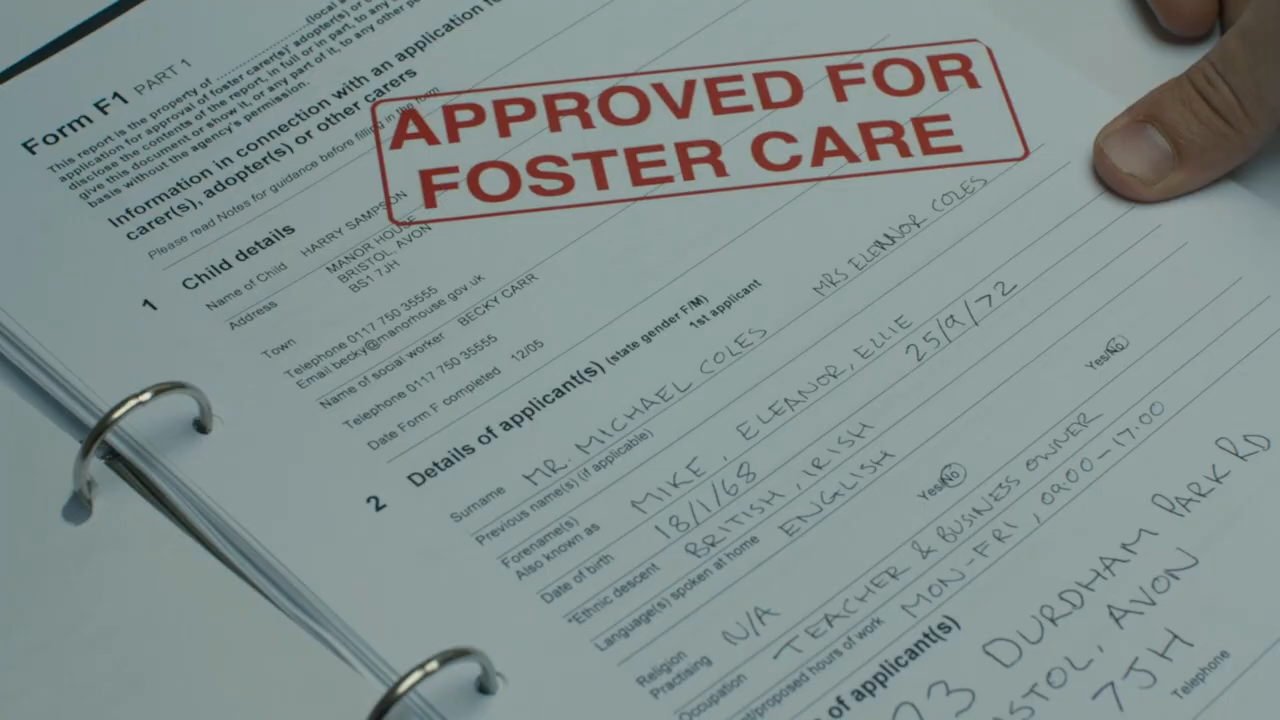 Form F1 PART 1
This report is the property of
(local a
application for approval of foster carer(s)' adopter(s) or o
disclose the contents of the report, in full or in part, to any
give this document or show it, or any part of it, to any other pa
basis without the agency's permission.
Information in connection with an application fo
carer(s), adopter(s) or other carers
Please read Notes for guidance before filling in the form
APPROVED FOR
FOSTER CARE
1 Child details
Name of Child HARRY SAMPSON
Address MANOR HOUSE
BRISTOL, AVON
BS1 7JH
Town
Telephone 0117 750 35555
Email becky@manorhouse.gov.uk
Name of social worker BECKY CARR
Telephone 0117 750 35555
Date Form F completed 12/05
2 Details of applicant(s) (state gender F/M)
1st applicant
Surname MR. MICHAEL COLES MRS ELEANOR COLES
Previous name(s) (if applicable)
Forename(s) MIKE, ELEANOR, ELLIE
Also known as
Date of birth 18/1/68 25/9/72
*Ethnic descent BRITISH, IRISH
Language(s) spoken at home ENGLISH
Religion N/A
Practising Yes/No Yes/No
Occupation TEACHER & BUSINESS OWNER
t/proposed hours of work MON-FRI, 0900-17.00
of applicant(s)
3 DURDHAM PARK RD
STOL, AVON
7JH
Telephone